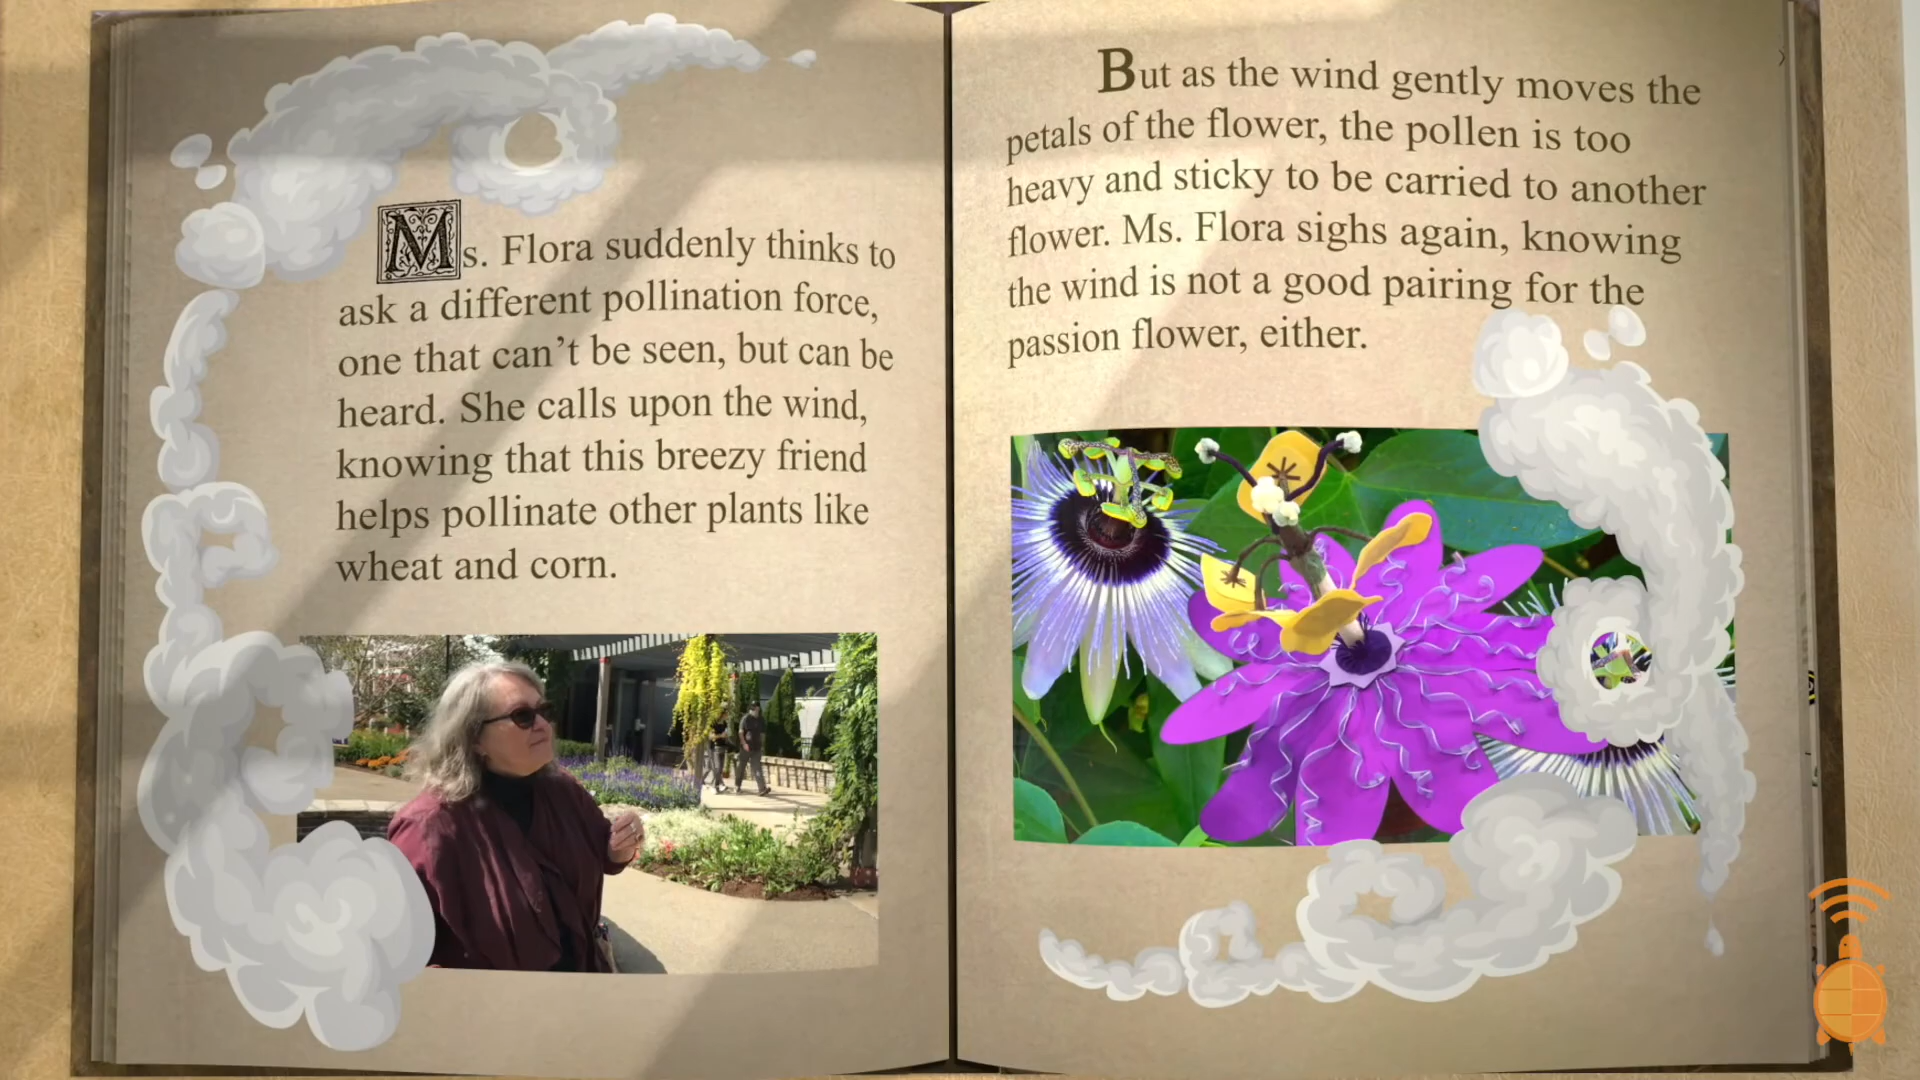 Ms. Flora suddenly thinks to
ask a different pollination force,
one that can't be seen, but can be
heard. She calls upon the wind,
knowing that this breezy friend
helps pollinate other plants like
wheat and corn.
But as the wind gently moves the
petals of the flower, the pollen is too
heavy and sticky to be carried to another
flower. Ms. Flora sighs again, knowing
the wind is not a good pairing for the
passion flower, either.